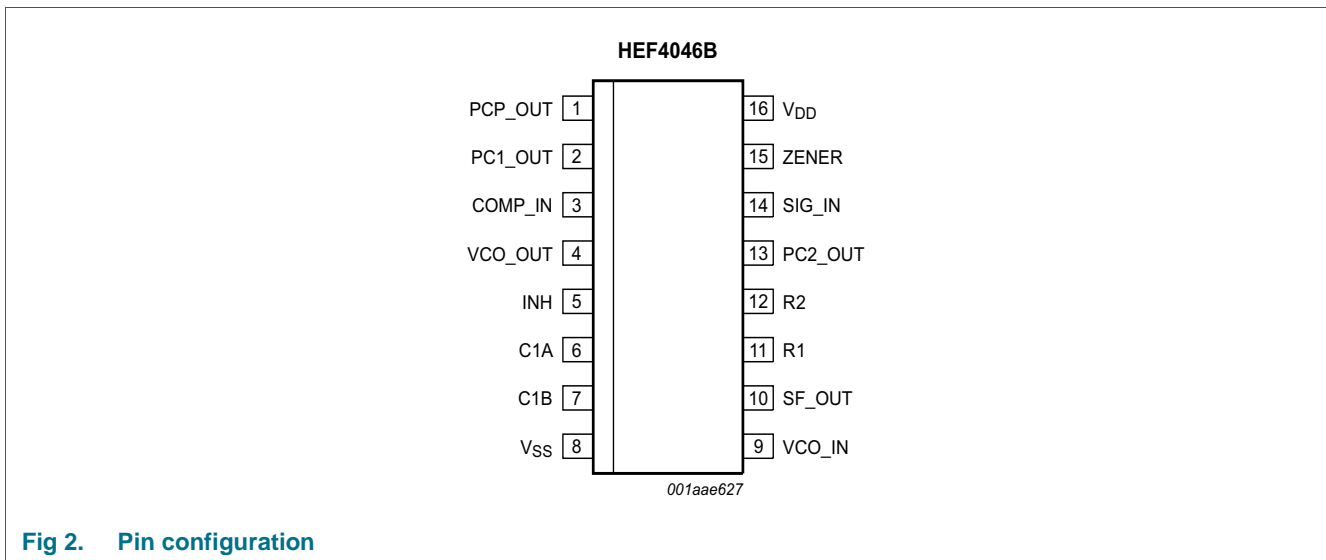 HEF4046B
PCP_OUT 1 16 VDD
PC1_OUT 2 15 ZENER
COMP_IN 3 14 SIG_IN
VCO_OUT 4 13 PC2_OUT
INH 5 12 R2
C1A 6 11 R1
C1B 7 10 SF_OUT
VSS 8 9 VCO_IN
001aae627
Fig 2. Pin configuration